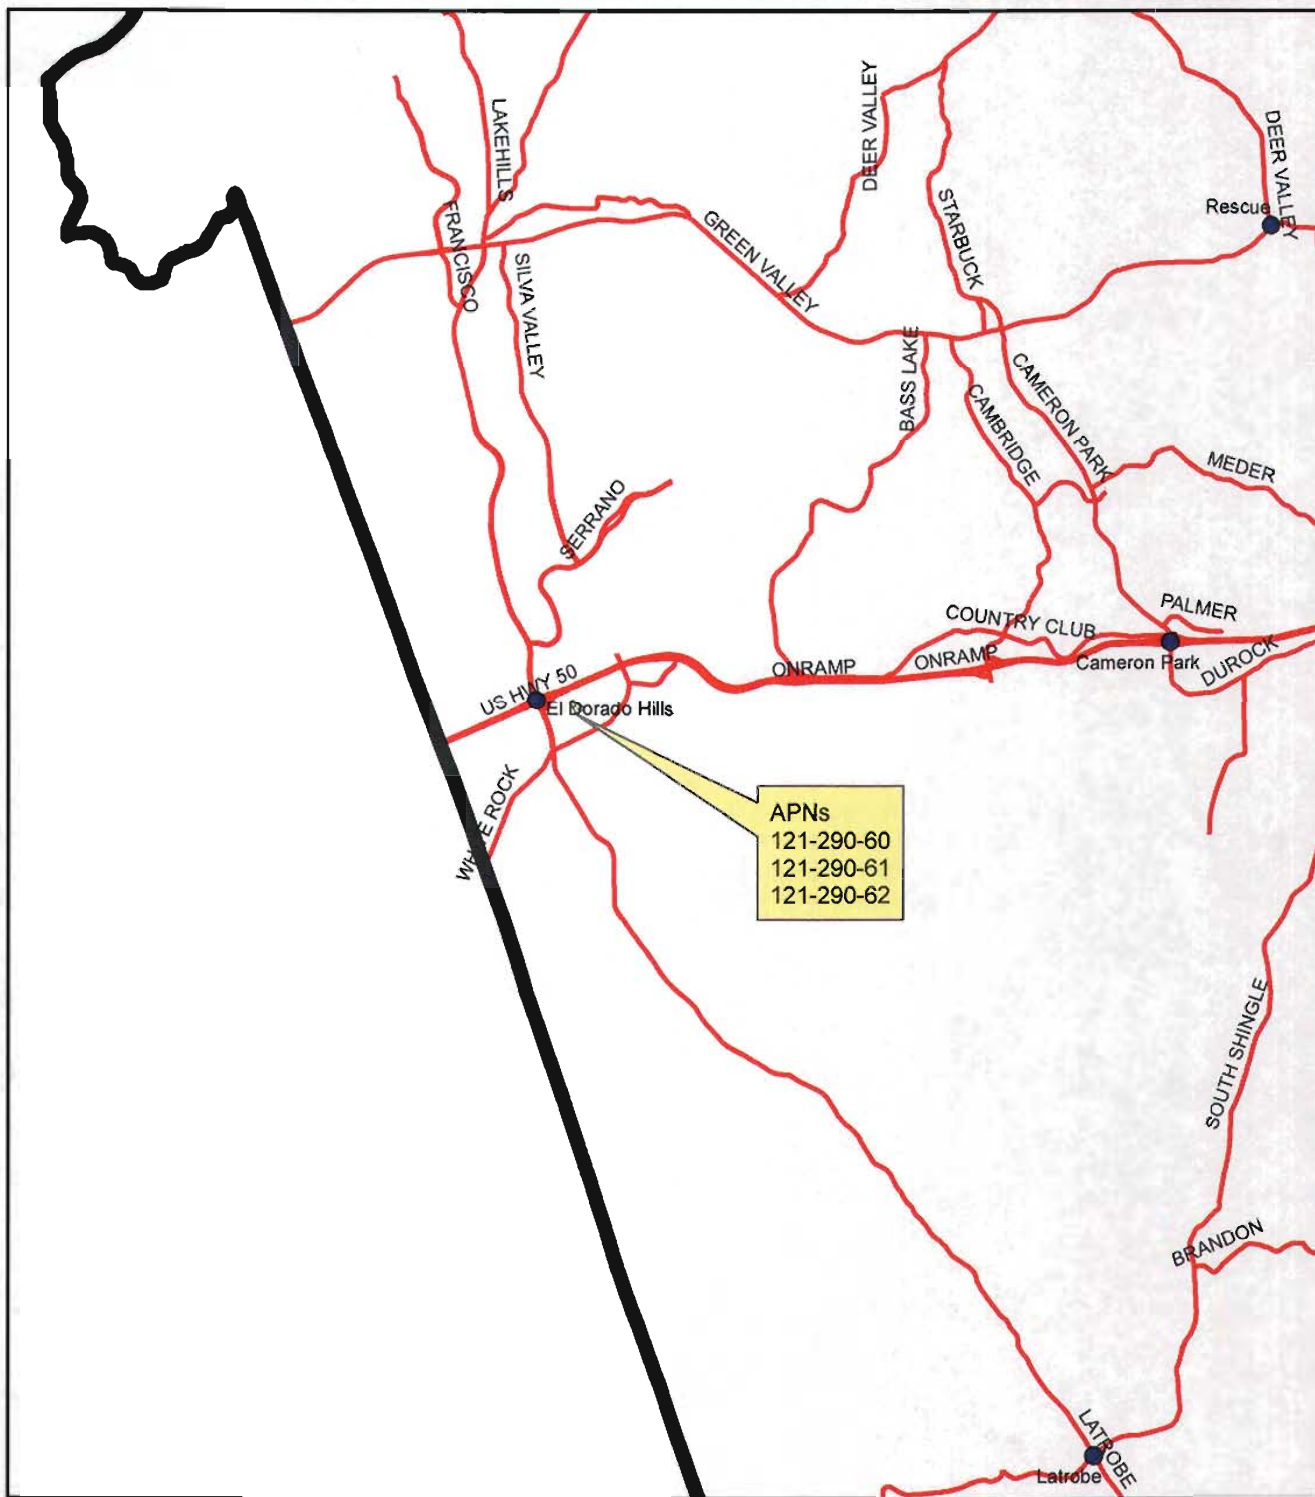 LAKEHILLS
DEER VALLEY
DEER VALLEY
STARBUCK
Rescue
FRANCISCO
GREEN VALLEY
SILVA VALLEY
BASS LAKE
CAMERON PARK
CAMBRIDGE
MEDER
SERRANO
PALMER
COUNTRY CLUB
ONRAMP
ONRAMP
Cameron Park
DUROCK
US HWY 50
El Dorado Hills
WHITE ROCK
APNs
121-290-60
121-290-61
121-290-62
SOUTH SHINGLE
BRANDON
LATROBE
Latrobe